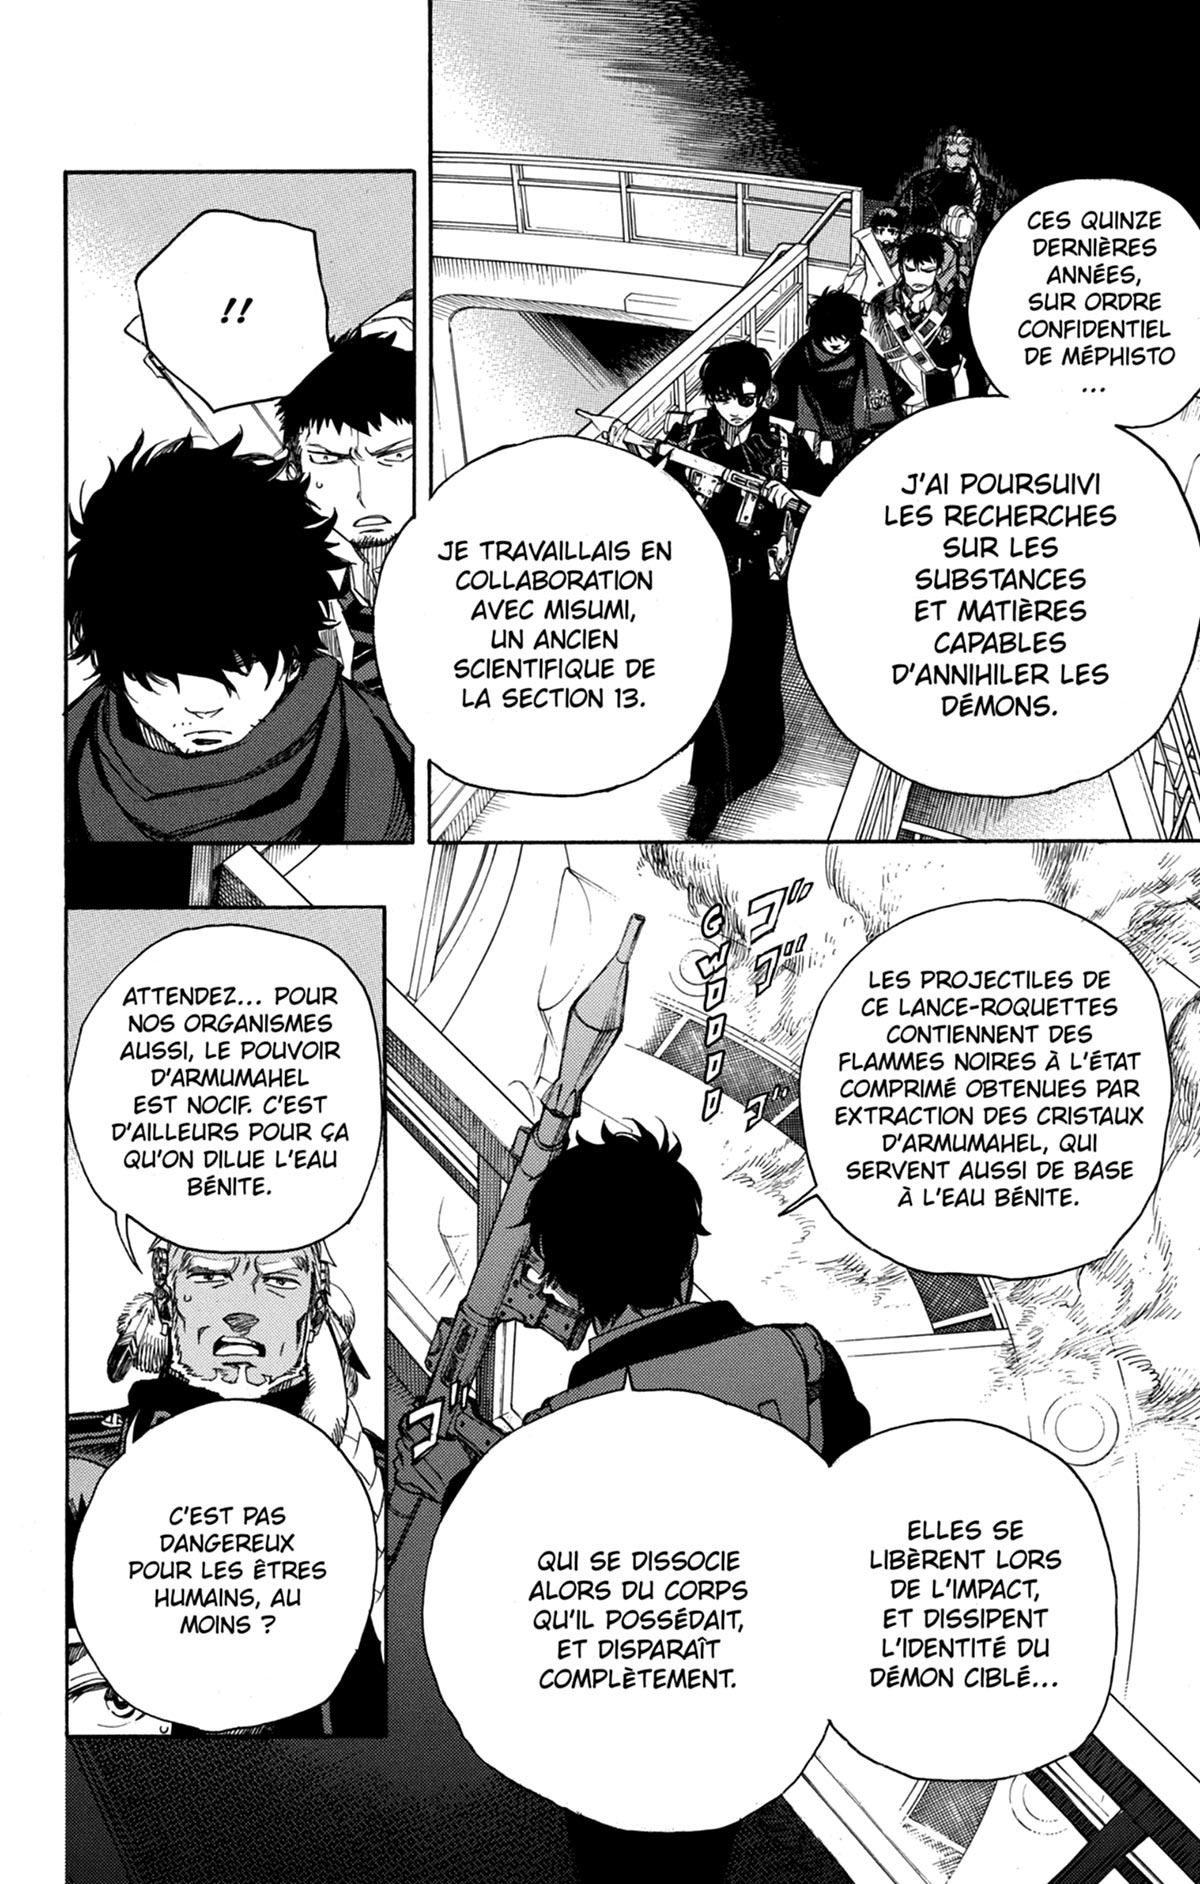 CES QUINZE
DERNIÈRES
ANNÉES,
SUR ORDRE
CONFIDENTIEL
DE MÉPHISTO
...
J'AI POURSUIVI
LES RECHERCHES
SUR LES
SUBSTANCES
ET MATIÈRES
CAPABLES
D'ANNIHILER LES
DÉMONS.
JE TRAVAILLAIS EN
COLLABORATION
AVEC MISUMI,
UN ANCIEN
SCIENTIFIQUE DE
LA SECTION 13.
!!
LES PROJECTILES DE
CE LANCE-ROQUETTES
CONTIENNENT DES
FLAMMES NOIRES À L'ÉTAT
COMPRIMÉ OBTENUES PAR
EXTRACTION DES CRISTAUX
D'ARMUMAHEL, QUI
SERVENT AUSSI DE BASE
À L'EAU BÉNITE.
ゴ゙
ゴ
ゴ
GWOOOO
ELLES SE
LIBÈRENT LORS
DE L'IMPACT,
ET DISSIPENT
L'IDENTITÉ DU
DÉMON CIBLÉ...
QUI SE DISSOCIE
ALORS DU CORPS
QU'IL POSSÉDAIT,
ET DISPARAÎT
COMPLÈTEMENT.
ATTENDEZ... POUR
NOS ORGANISMES
AUSSI, LE POUVOIR
D'ARMUMAHEL
EST NOCIF. C'EST
D'AILLEURS POUR ÇA
QU'ON DILUE L'EAU
BÉNITE.
C'EST PAS
DANGEREUX
POUR LES ÊTRES
HUMAINS, AU
MOINS ?